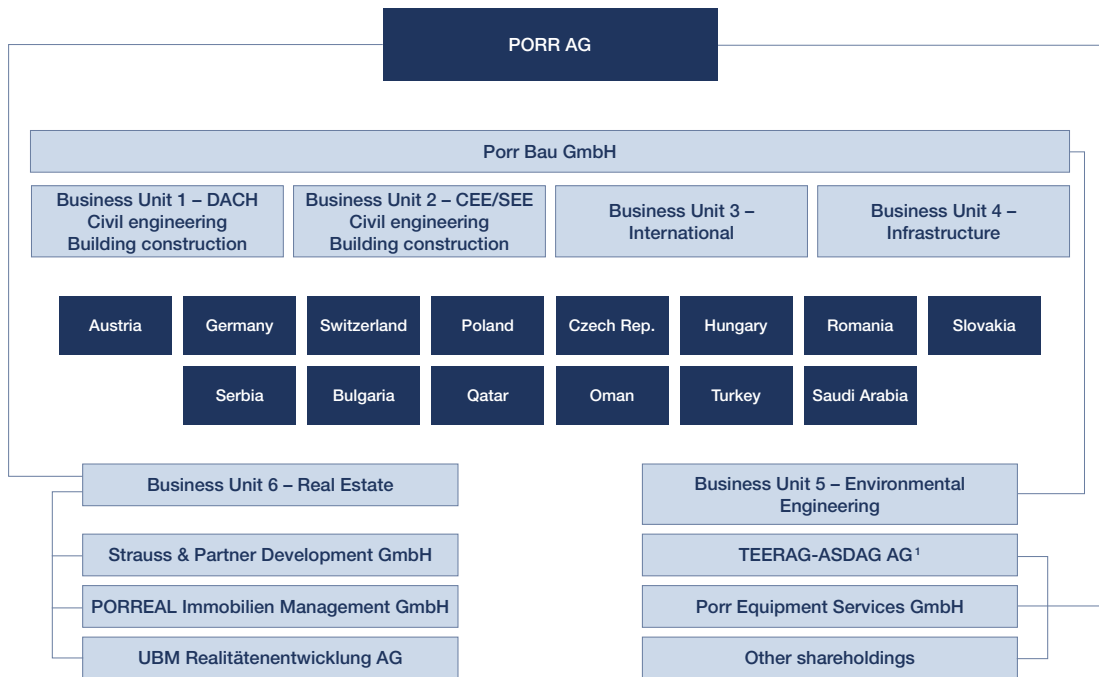 PORR AG
Porr Bau GmbH
Business Unit 1 – DACH
Civil engineering
Building construction
Business Unit 2 – CEE/SEE
Civil engineering
Building construction
Business Unit 3 –
International
Business Unit 4 –
Infrastructure
Austria
Germany
Switzerland
Poland
Czech Rep.
Hungary
Romania
Slovakia
Serbia
Bulgaria
Qatar
Oman
Turkey
Saudi Arabia
Business Unit 6 – Real Estate
Strauss & Partner Development GmbH
PORREAL Immobilien Management GmbH
UBM Realitätenentwicklung AG
Business Unit 5 – Environmental
Engineering
TEERAG-ASDAG AG¹
Porr Equipment Services GmbH
Other shareholdings